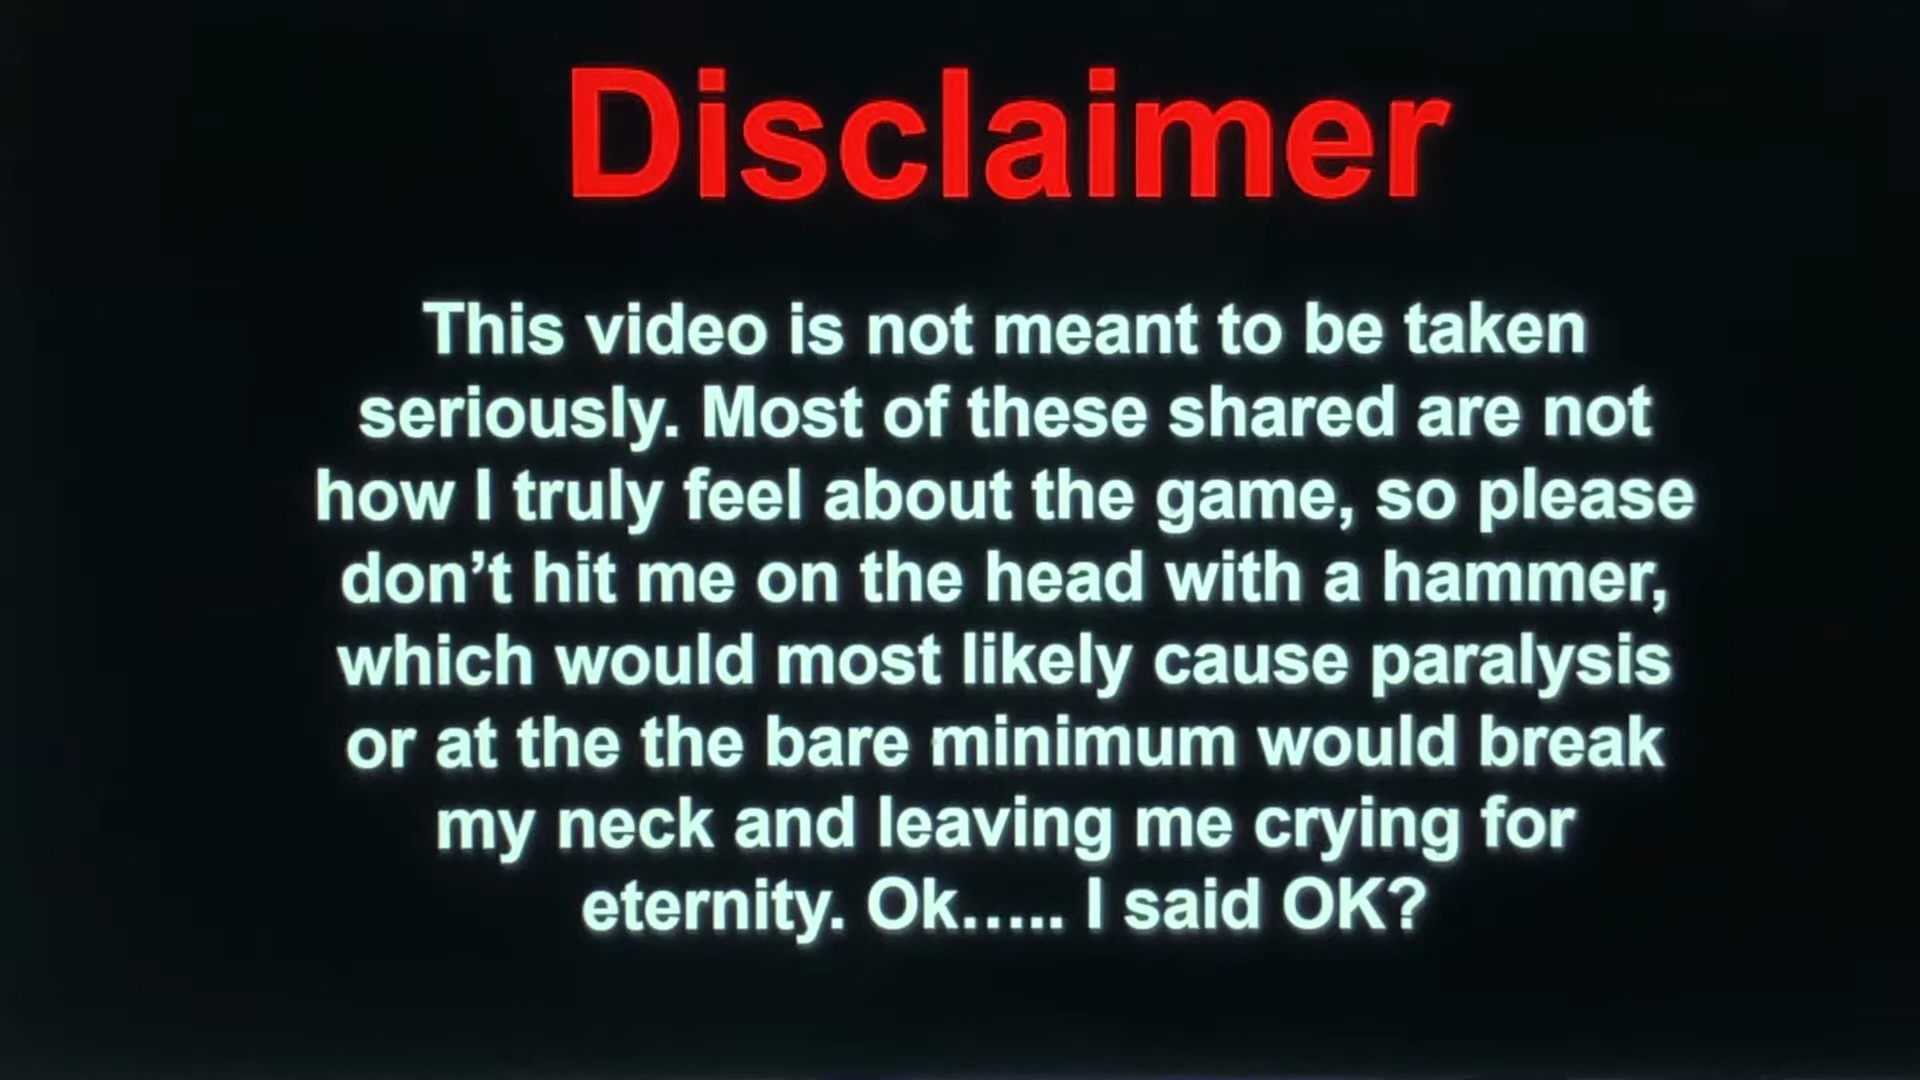 Disclaimer
This video is not meant to be taken
seriously. Most of these shared are not
how I truly feel about the game, so please
don’t hit me on the head with a hammer,
which would most likely cause paralysis
or at the the bare minimum would break
my neck and leaving me crying for
eternity. Ok..... I said OK?